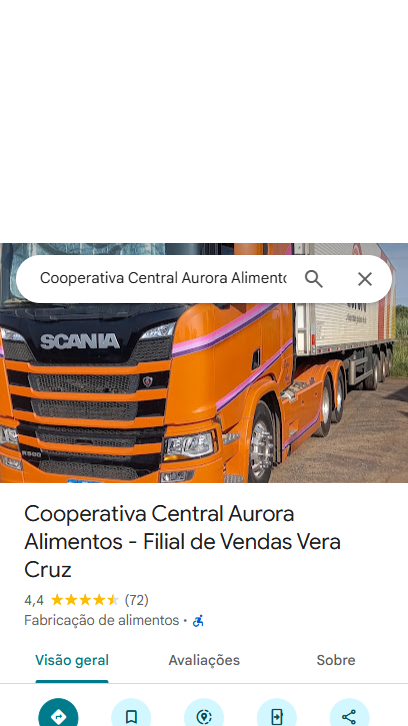 Cooperativa Central Aurora Alimento
SCANIA
R500
Cooperativa Central Aurora
Alimentos - Filial de Vendas Vera
Cruz
4,4 (72)
Fabricação de alimentos ·
Visão geral Avaliações Sobre